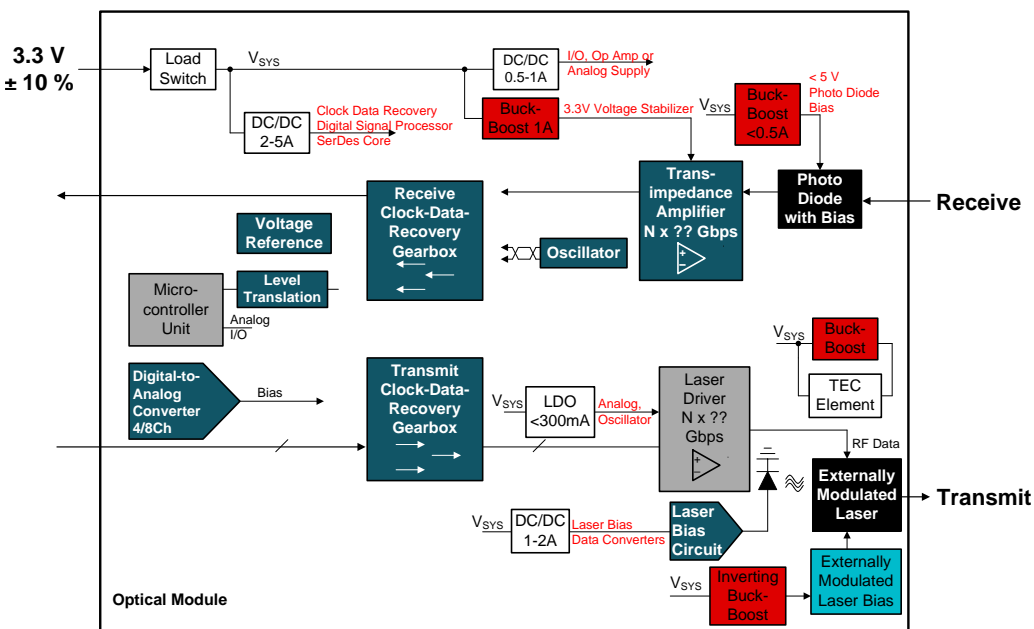 3.3 V
± 10 %
Load
Switch
VSYS
DC/DC
0.5-1A
I/O, Op Amp or
Analog Supply
DC/DC
2-5A
Clock Data Recovery
Digital Signal Processor
SerDes Core
Buck-
Boost 1A
3.3V Voltage Stabilizer
VSYS
Buck-
Boost
<0.5A
< 5 V
Photo Diode
Bias
Receive
Clock-Data-
Recovery
Gearbox
Voltage
Reference
Oscillator
Trans-
impedance
Amplifier
N x ?? Gbps
+
−
Photo
Diode
with Bias
Receive
Micro-
controller
Unit
Level
Translation
Analog
I/O
VSYS
Buck-
Boost
TEC
Element
Digital-to-
Analog
Converter
4/8Ch
Bias
Transmit
Clock-Data-
Recovery
Gearbox
VSYS
LDO
<300mA
Analog,
Oscillator
Laser
Driver
N x ??
Gbps
+
−
RF Data
Externally
Modulated
Laser
Transmit
VSYS
DC/DC
1-2A
Laser Bias
Data Converters
Laser
Bias
Circuit
VSYS
Inverting
Buck-
Boost
Externally
Modulated
Laser Bias
Optical Module